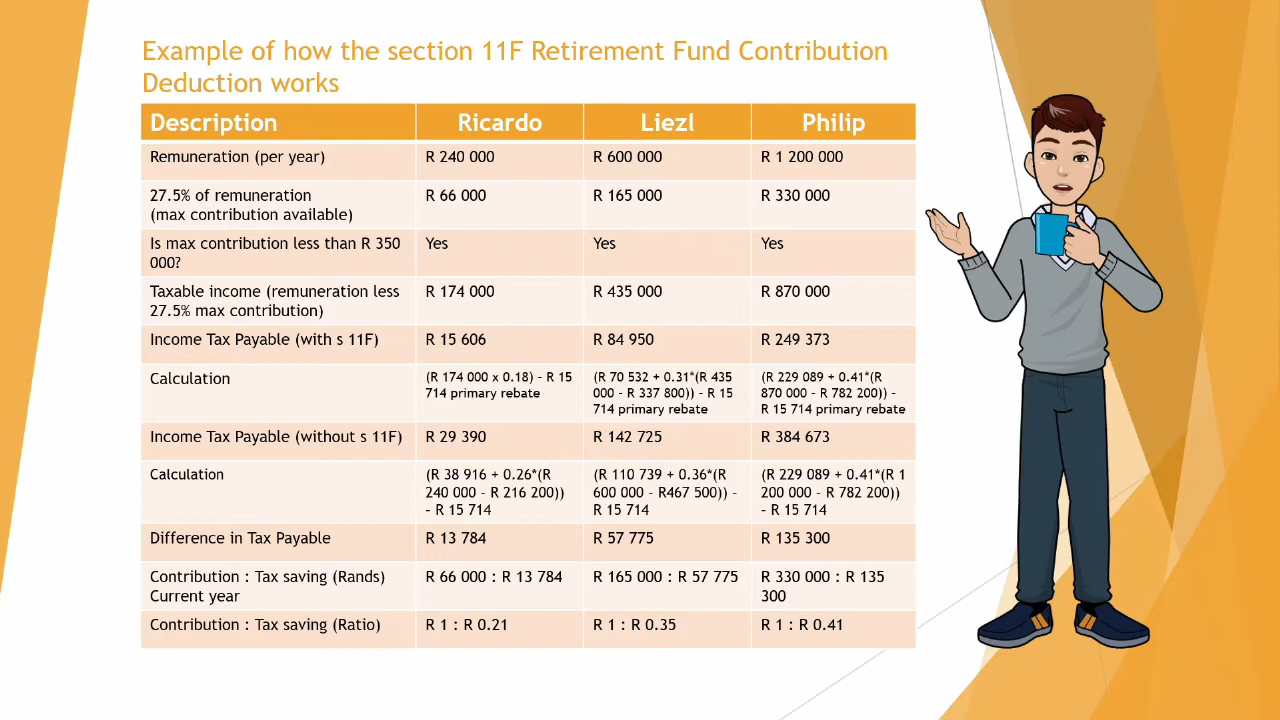 Example of how the section 11F Retirement Fund Contribution
Deduction works
Description Ricardo Liezl Philip
Remuneration (per year) R 240 000 R 600 000 R 1 200 000
27.5% of remuneration
(max contribution available) R 66 000 R 165 000 R 330 000
Is max contribution less than R 350
000? Yes Yes Yes
Taxable income (remuneration less
27.5% max contribution) R 174 000 R 435 000 R 870 000
Income Tax Payable (with s 11F) R 15 606 R 84 950 R 249 373
Calculation
(R 174 000 x 0.18) – R 15
714 primary rebate
(R 70 532 + 0.31*(R 435
000 – R 337 800)) – R 15
714 primary rebate
(R 229 089 + 0.41*(R
870 000 – R 782 200)) –
R 15 714 primary rebate
Income Tax Payable (without s 11F) R 29 390 R 142 725 R 384 673
Calculation
(R 38 916 + 0.26*(R
240 000 – R 216 200))
– R 15 714
(R 110 739 + 0.36*(R
600 000 – R467 500)) –
R 15 714
(R 229 089 + 0.41*(R 1
200 000 – R 782 200))
– R 15 714
Difference in Tax Payable R 13 784 R 57 775 R 135 300
Contribution : Tax saving (Rands)
Current year
R 66 000 : R 13 784
R 165 000 : R 57 775
R 330 000 : R 135
300
Contribution : Tax saving (Ratio) R 1 : R 0.21 R 1 : R 0.35 R 1 : R 0.41